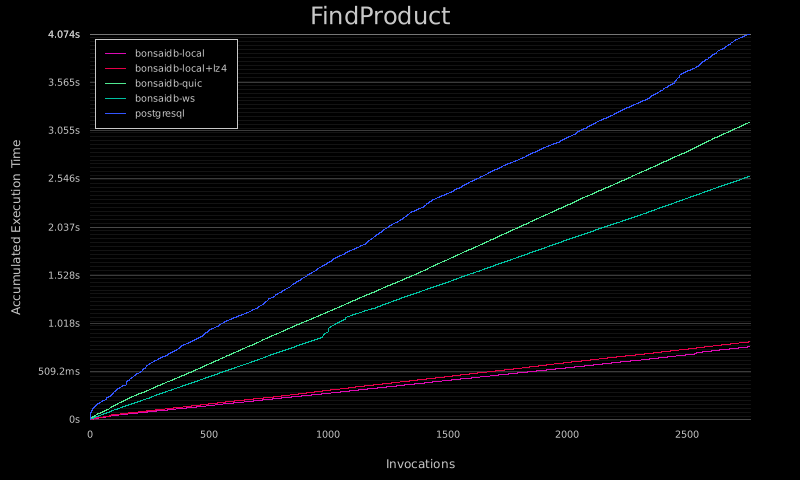 FindProduct
4.074s
3.565s
3.055s
2.546s
2.037s
1.528s
1.018s
509.2ms
0s
Accumulated Execution Time
bonsaidb-local
bonsaidb-local+lz4
bonsaidb-quic
bonsaidb-ws
postgresql
0 500 1000 1500 2000 2500
Invocations